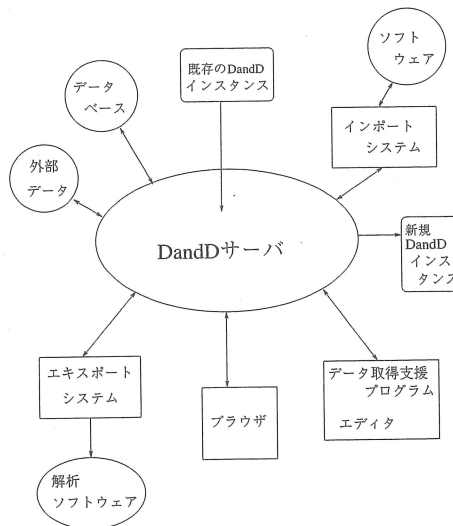 ソフト
ウェア
既存のDandD
インスタンス
データ
ベース
インポート
システム
外部
データ
新規
DandD
インス
タンス
DandDサーバ
エキスポート
システム
ブラウザ
データ取得支援
プログラム
エディタ
解析
ソフトウェア